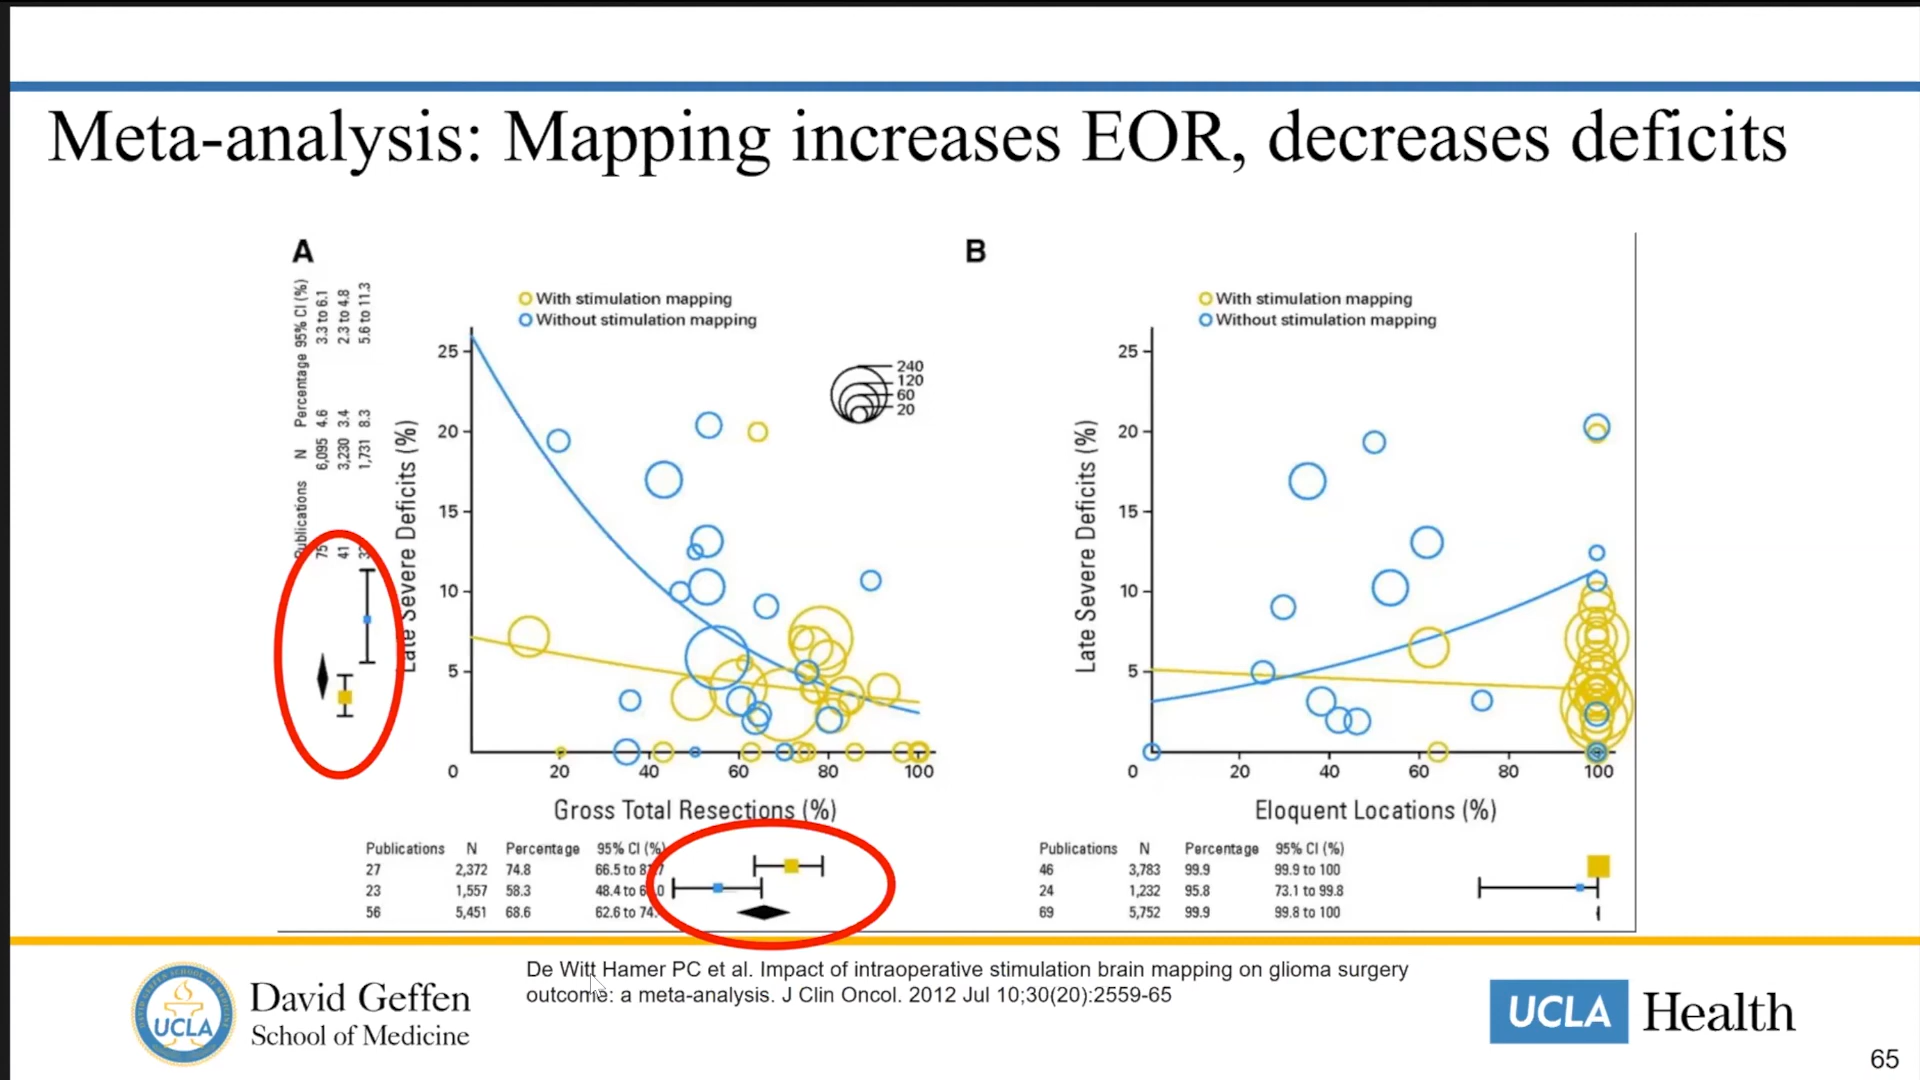 Meta-analysis: Mapping increases EOR, decreases deficits
A
Publications N Percentage 95% CI (%)
75 6,095 4.6 3.3 to 6.1
41 3,230 3.4 2.3 to 4.8
1,731 8.3 5.6 to 11.3
With stimulation mapping
Without stimulation mapping
240
120
60
20
Late Severe Deficits (%)
25
20
15
10
5
0 20 40 60 80 100
Gross Total Resections (%)
Publications N Percentage 95% CI (%)
27 2,372 74.8 66.5 to
23 1,557 58.3 48.4 to
56 5,451 68.6 62.6 to
B
With stimulation mapping
Without stimulation mapping
Late Severe Deficits (%)
25
20
15
10
5
0 20 40 60 80 100
Eloquent Locations (%)
Publications N Percentage 95% CI (%)
46 3,783 99.9 99.9 to 100
24 1,232 95.8 73.1 to 99.8
69 5,752 99.9 99.8 to 100
UCLA
David Geffen
School of Medicine
De Witt Hamer PC et al. Impact of intraoperative stimulation brain mapping on glioma surgery
outcome: a meta-analysis. J Clin Oncol. 2012 Jul 10;30(20):2559-65
UCLA Health
65